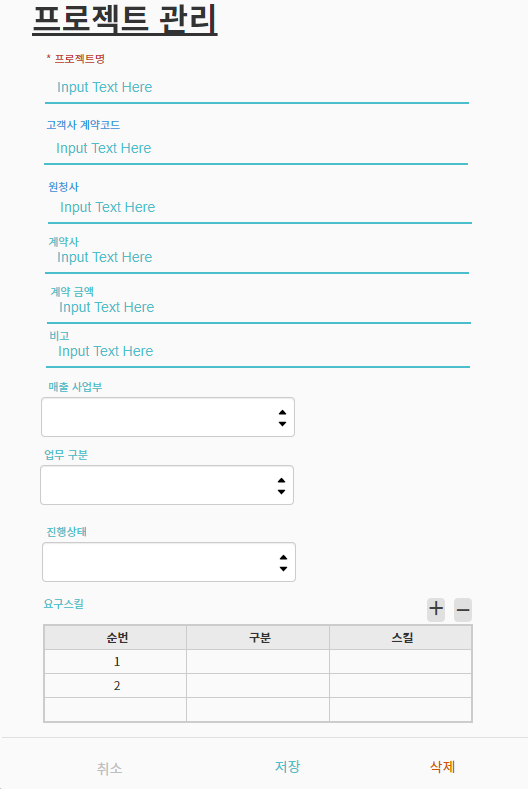 프로젝트 관리
* 프로젝트명
Input Text Here
고객사 계약코드
Input Text Here
원청사
Input Text Here
계약사
Input Text Here
계약 금액
Input Text Here
비고
Input Text Here
매출 사업부
업무 구분
진행상태
요구스킬 + −
순번 구분 스킬
1
2
취소 저장 삭제